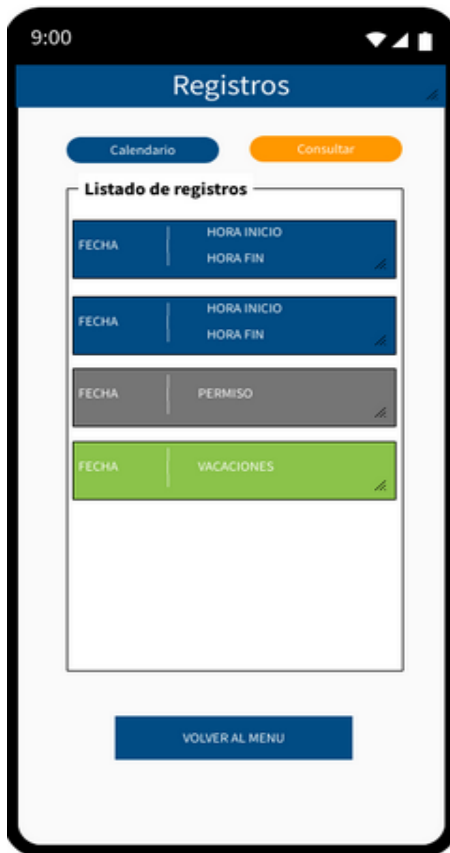 9:00
Registros
Calendario
Consultar
Listado de registros
FECHA
HORA INICIO
HORA FIN
FECHA
HORA INICIO
HORA FIN
FECHA
PERMISO
FECHA
VACACIONES
VOLVER AL MENU